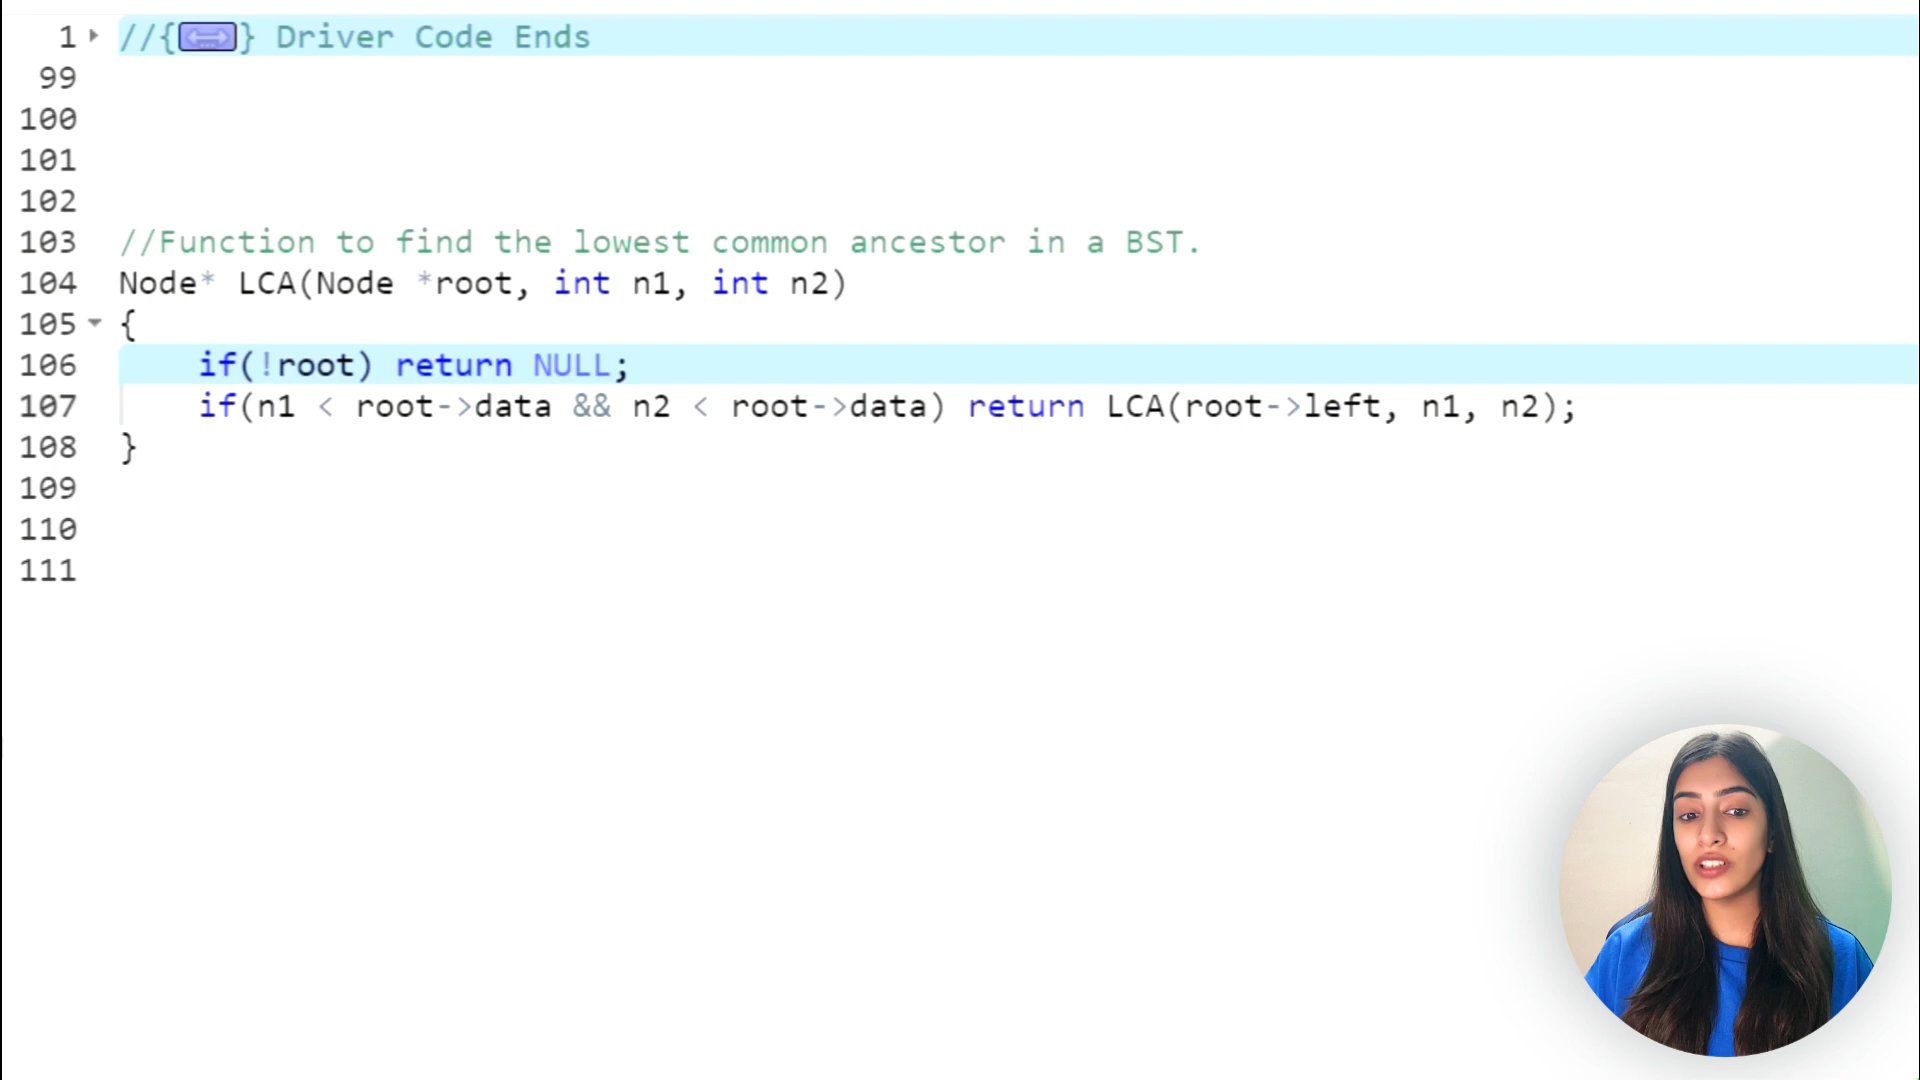 1 //{<->} Driver Code Ends
99
100
101
102
103 //Function to find the lowest common ancestor in a BST.
104 Node* LCA(Node *root, int n1, int n2)
105 {
106 if(!root) return NULL;
107 if(n1 < root->data && n2 < root->data) return LCA(root->left, n1, n2);
108 }
109
110
111